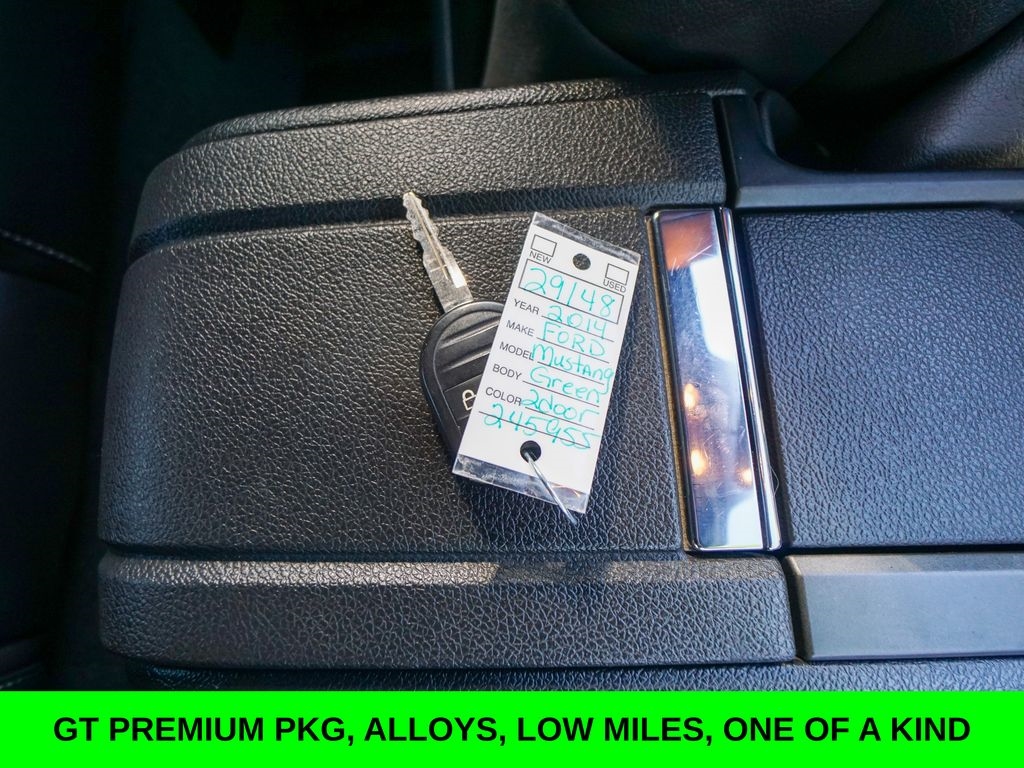 NEW
USED
29148
YEAR 2014
MAKE FORD
MODEL Mustang
BODY Green
COLOR 2door
245955
GT PREMIUM PKG, ALLOYS, LOW MILES, ONE OF A KIND